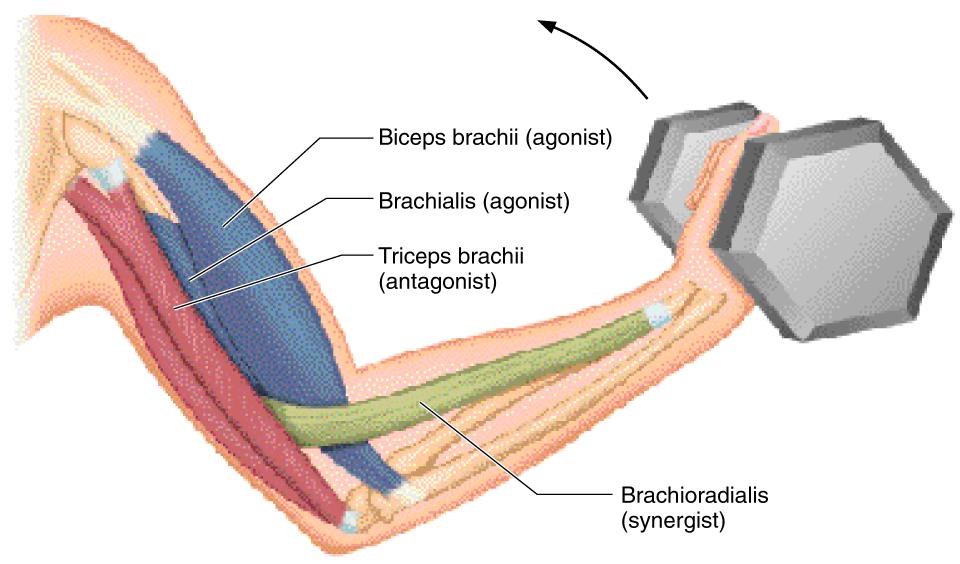 Biceps brachii (agonist)
Brachialis (agonist)
Triceps brachii
(antagonist)
Brachioradialis
(synergist)